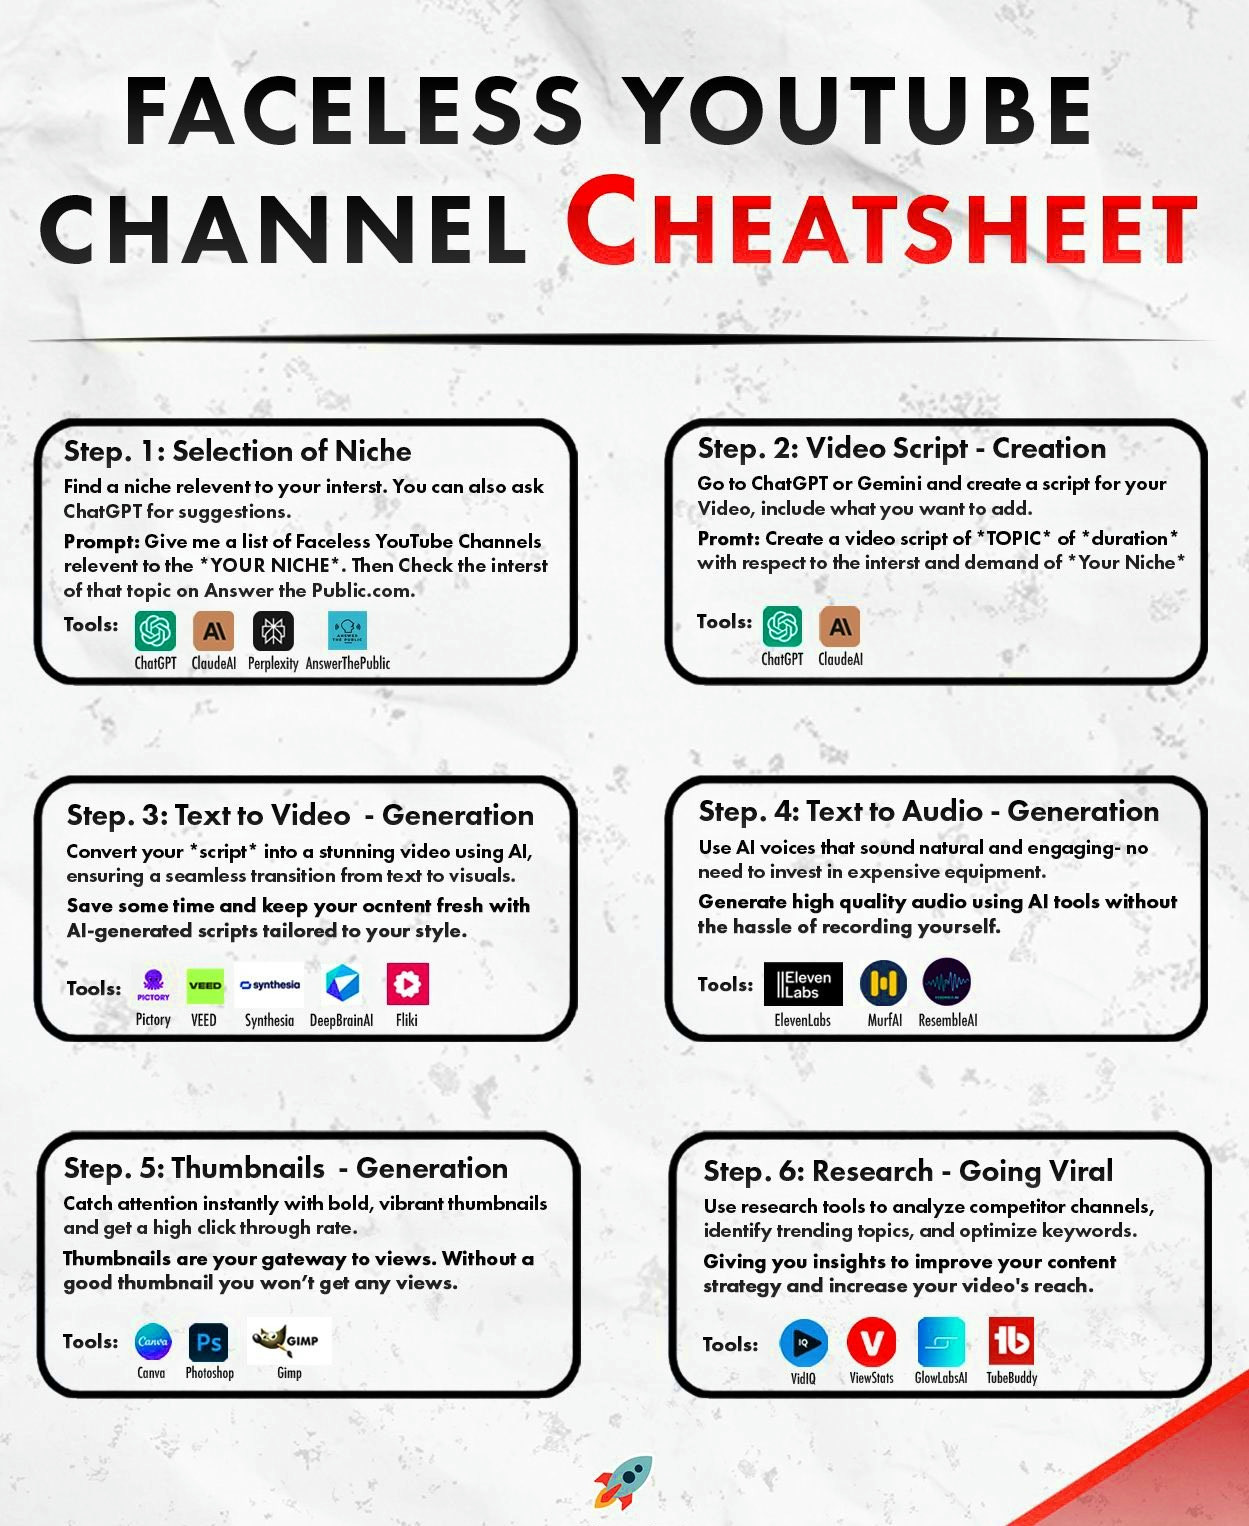 FACELESS YOUTUBE
CHANNEL CHEATSHEET
Step. 1: Selection of Niche
Find a niche relevent to your interst. You can also ask
ChatGPT for suggestions.
Prompt: Give me a list of Faceless YouTube Channels
relevent to the *YOUR NICHE*. Then Check the interst
of that topic on Answer the Public.com.
Tools:
ANSWER
THE PUBLIC
ChatGPT ClaudeAI Perplexity AnswerThePublic
Step. 2: Video Script - Creation
Go to ChatGPT or Gemini and create a script for your
Video, include what you want to add.
Promt: Create a video script of *TOPIC* of *duration*
with respect to the interst and demand of *Your Niche*
Tools:
ChatGPT ClaudeAI
Step. 3: Text to Video - Generation
Convert your *script* into a stunning video using AI,
ensuring a seamless transition from text to visuals.
Save some time and keep your ocntent fresh with
AI-generated scripts tailored to your style.
Tools: PICTORY VEED synthesia
Pictory VEED Synthesia DeepBrainAI Fliki
Step. 4: Text to Audio - Generation
Use AI voices that sound natural and engaging- no
need to invest in expensive equipment.
Generate high quality audio using AI tools without
the hassle of recording yourself.
Tools: ||Eleven
Labs
ElevenLabs MurfAI ResembleAI
Step. 5: Thumbnails - Generation
Catch attention instantly with bold, vibrant thumbnails
and get a high click through rate.
Thumbnails are your gateway to views. Without a
good thumbnail you won't get any views.
Tools: Canva Ps GIMP
Canva Photoshop Gimp
Step. 6: Research - Going Viral
Use research tools to analyze competitor channels,
identify trending topics, and optimize keywords.
Giving you insights to improve your content
strategy and increase your video's reach.
Tools: IQ V tb
VidIQ ViewStats GlowLabsAI TubeBuddy